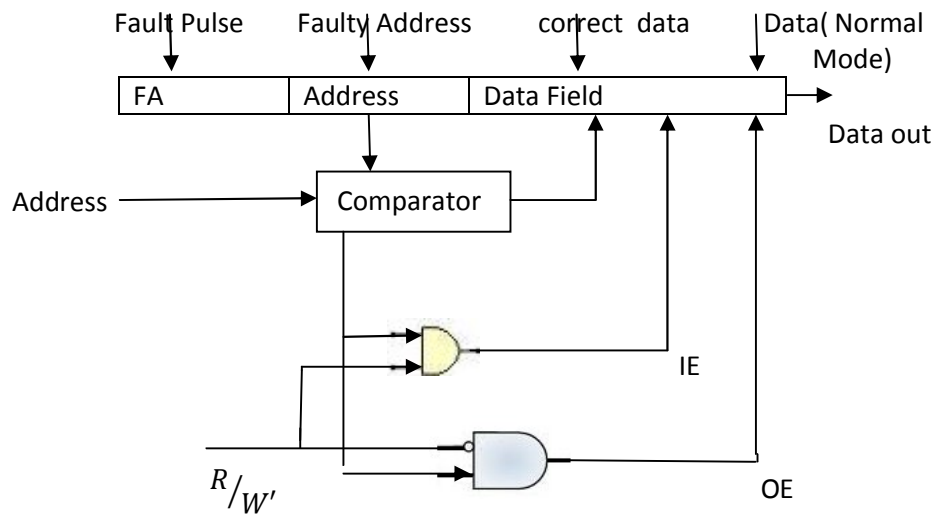 Fault Pulse
Faulty Address
correct data
Data( Normal
Mode)
FA
Address
Data Field
Data out
Address
Comparator
IE
R/W'
OE